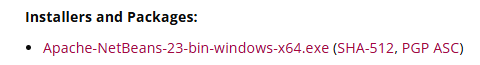 Installers and Packages:
• Apache-NetBeans-23-bin-windows-x64.exe (SHA-512, PGP ASC)